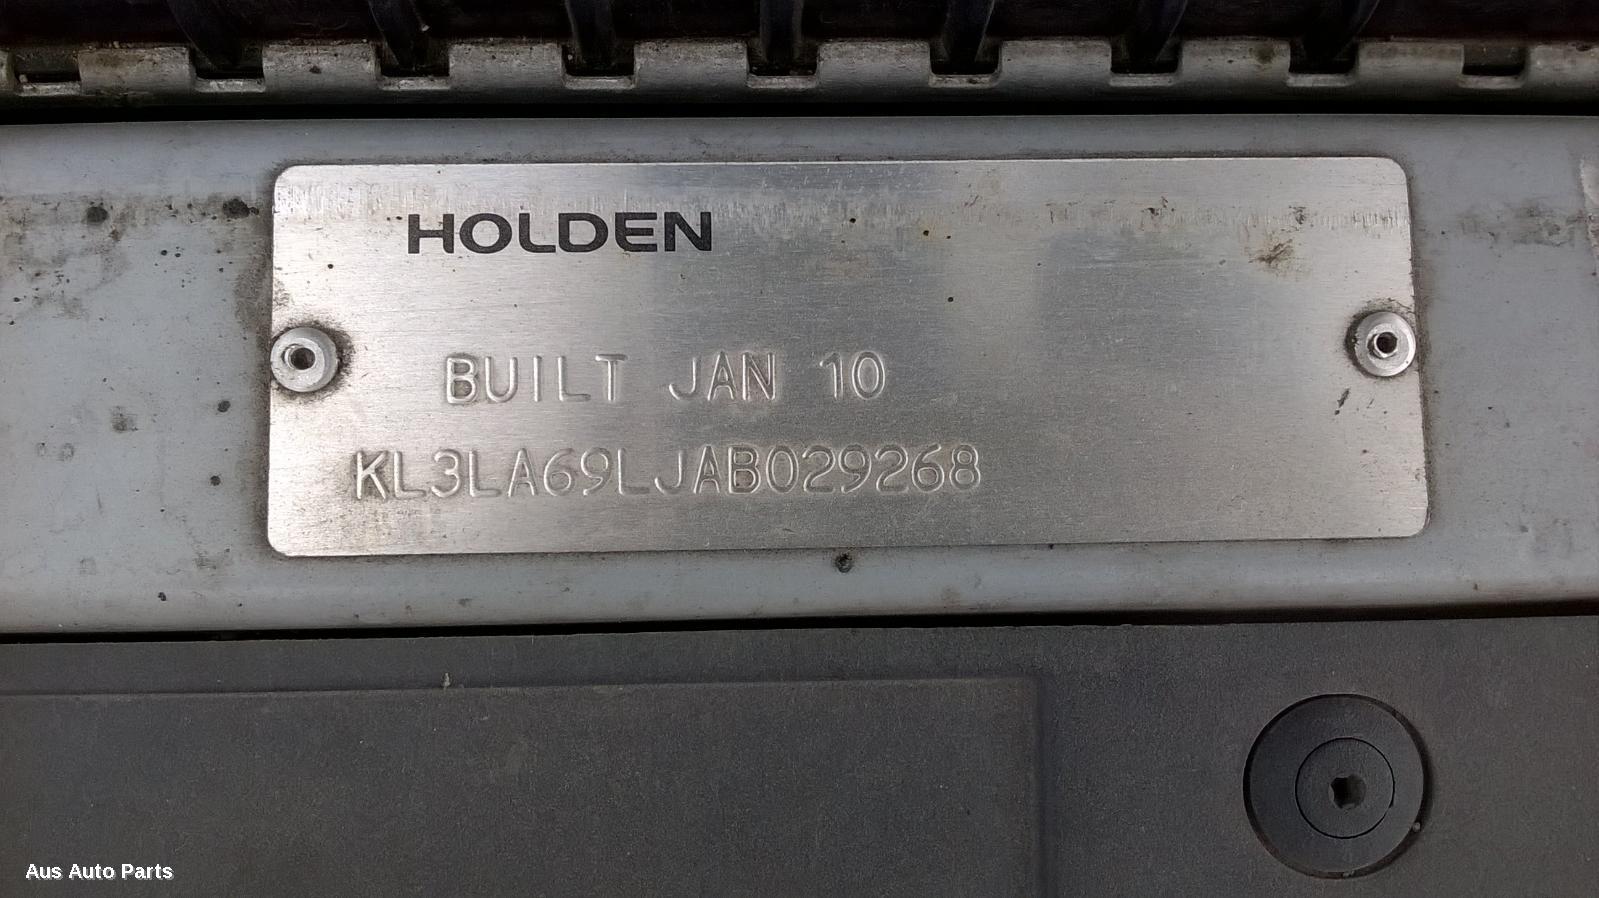 HOLDEN
BUILT JAN 10
KL3LA69LJAB029268
Aus Auto Parts